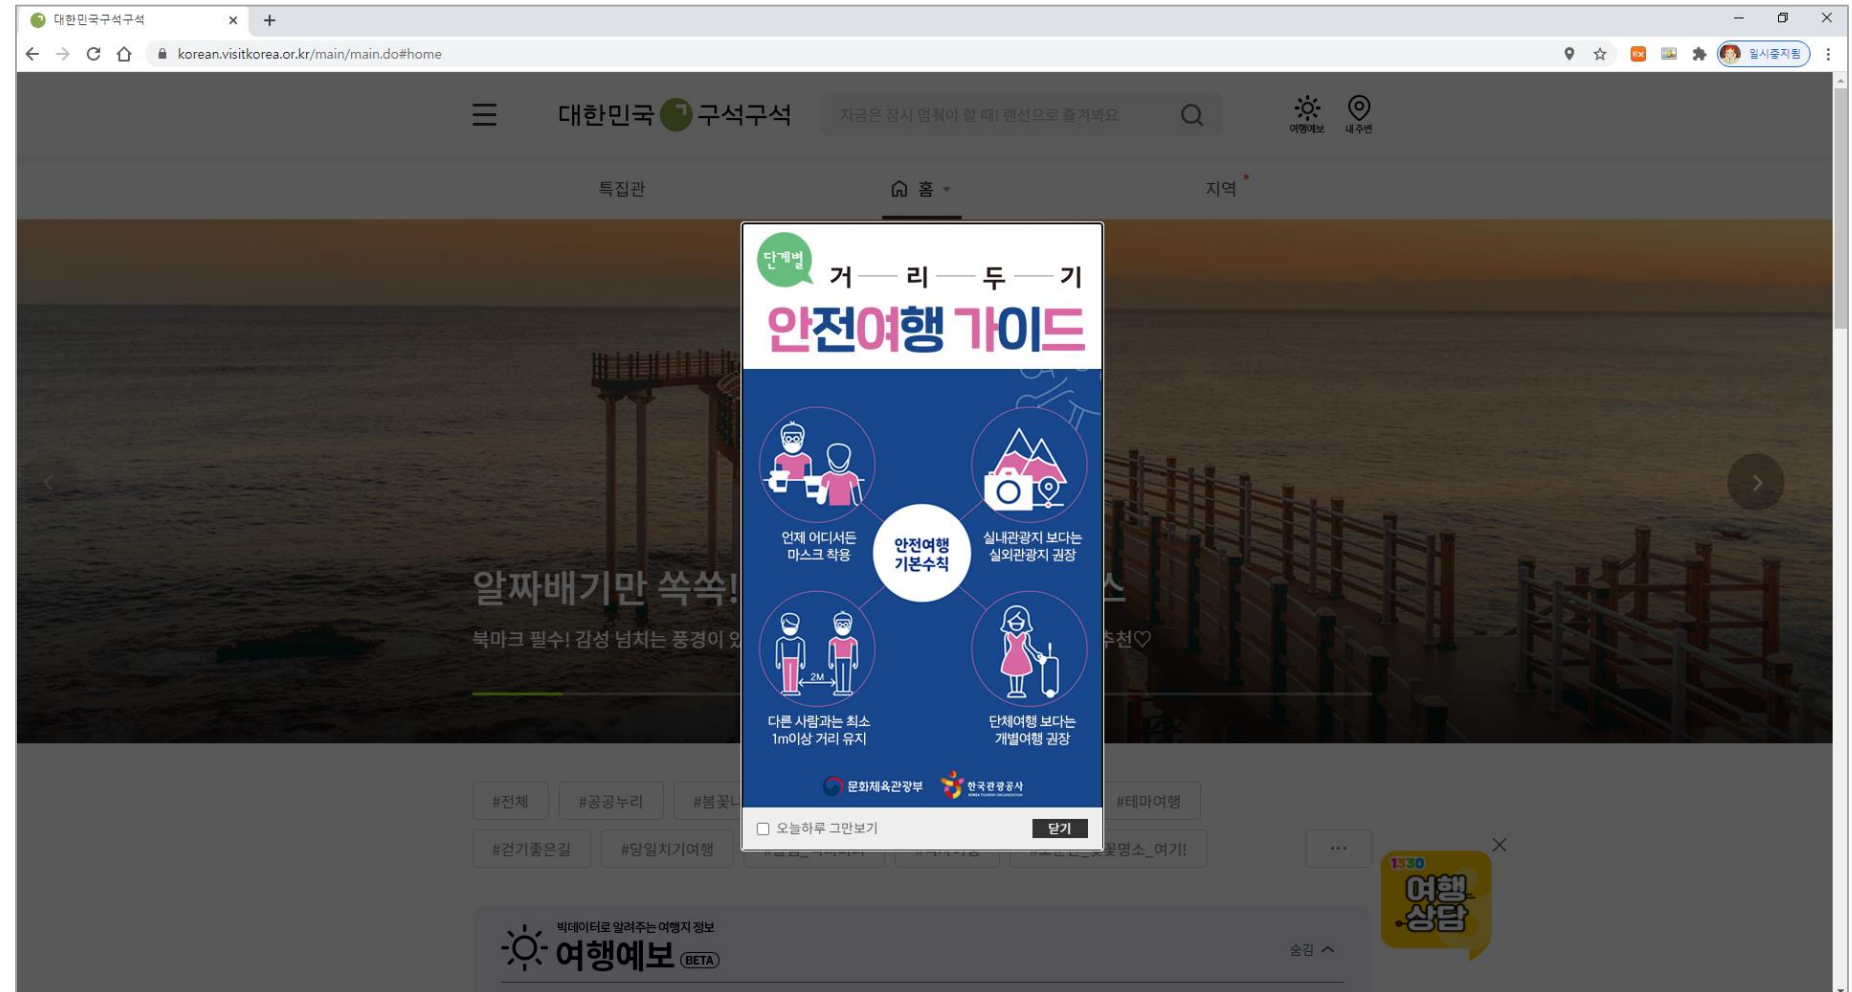 대한민국구석구석
korean.visitkorea.or.kr/main/main.do#home
일시중지됨
대한민국 구석구석
지금은 잠시 멈춰야 할 때! 랜선으로 즐겨봐요
여행예보
내 주변
특집관
홈
지역
단계별
거리두기
안전여행 가이드
언제 어디서든
마스크 착용
실내관광지 보다는
실외관광지 권장
안전여행
기본수칙
2M
다른 사람과는 최소
1m이상 거리 유지
단체여행 보다는
개별여행 권장
문화체육관광부
한국관광공사
KOREA TOURISM ORGANIZATION
오늘하루 그만보기
닫기
알짜배기만 쏙쏙!
북마크 필수! 감성 넘치는 풍경이
추천♡
#전체
#공공누리
#테마여행
#걷기좋은길
#당일치기여행
꽃명소_여기!
...
1330
여행
상담
빅데이터로 알려주는 여행지 정보
여행예보 BETA
숨김